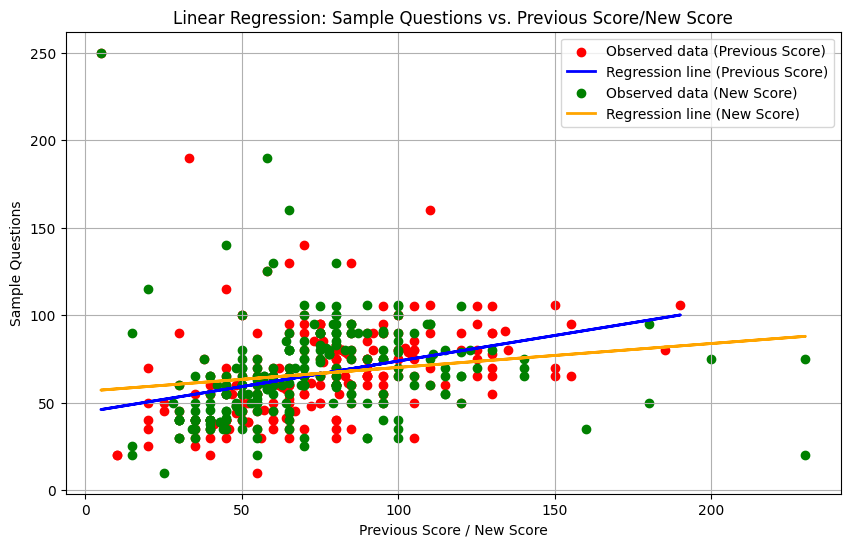 Linear Regression: Sample Questions vs. Previous Score/New Score
Observed data (Previous Score)
Regression line (Previous Score)
Observed data (New Score)
Regression line (New Score)
250
200
150
100
50
0
Sample Questions
0 50 100 150 200
Previous Score / New Score